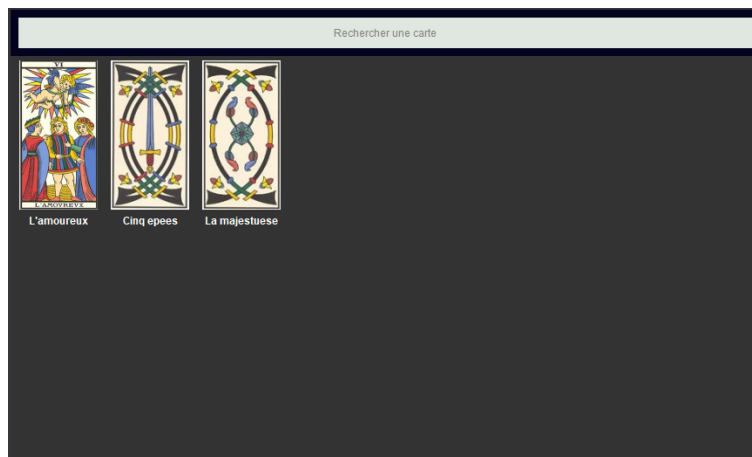 Rechercher une carte
VI
L'AMOVREVX
L'amoureux
Cinq epees
La majestuese